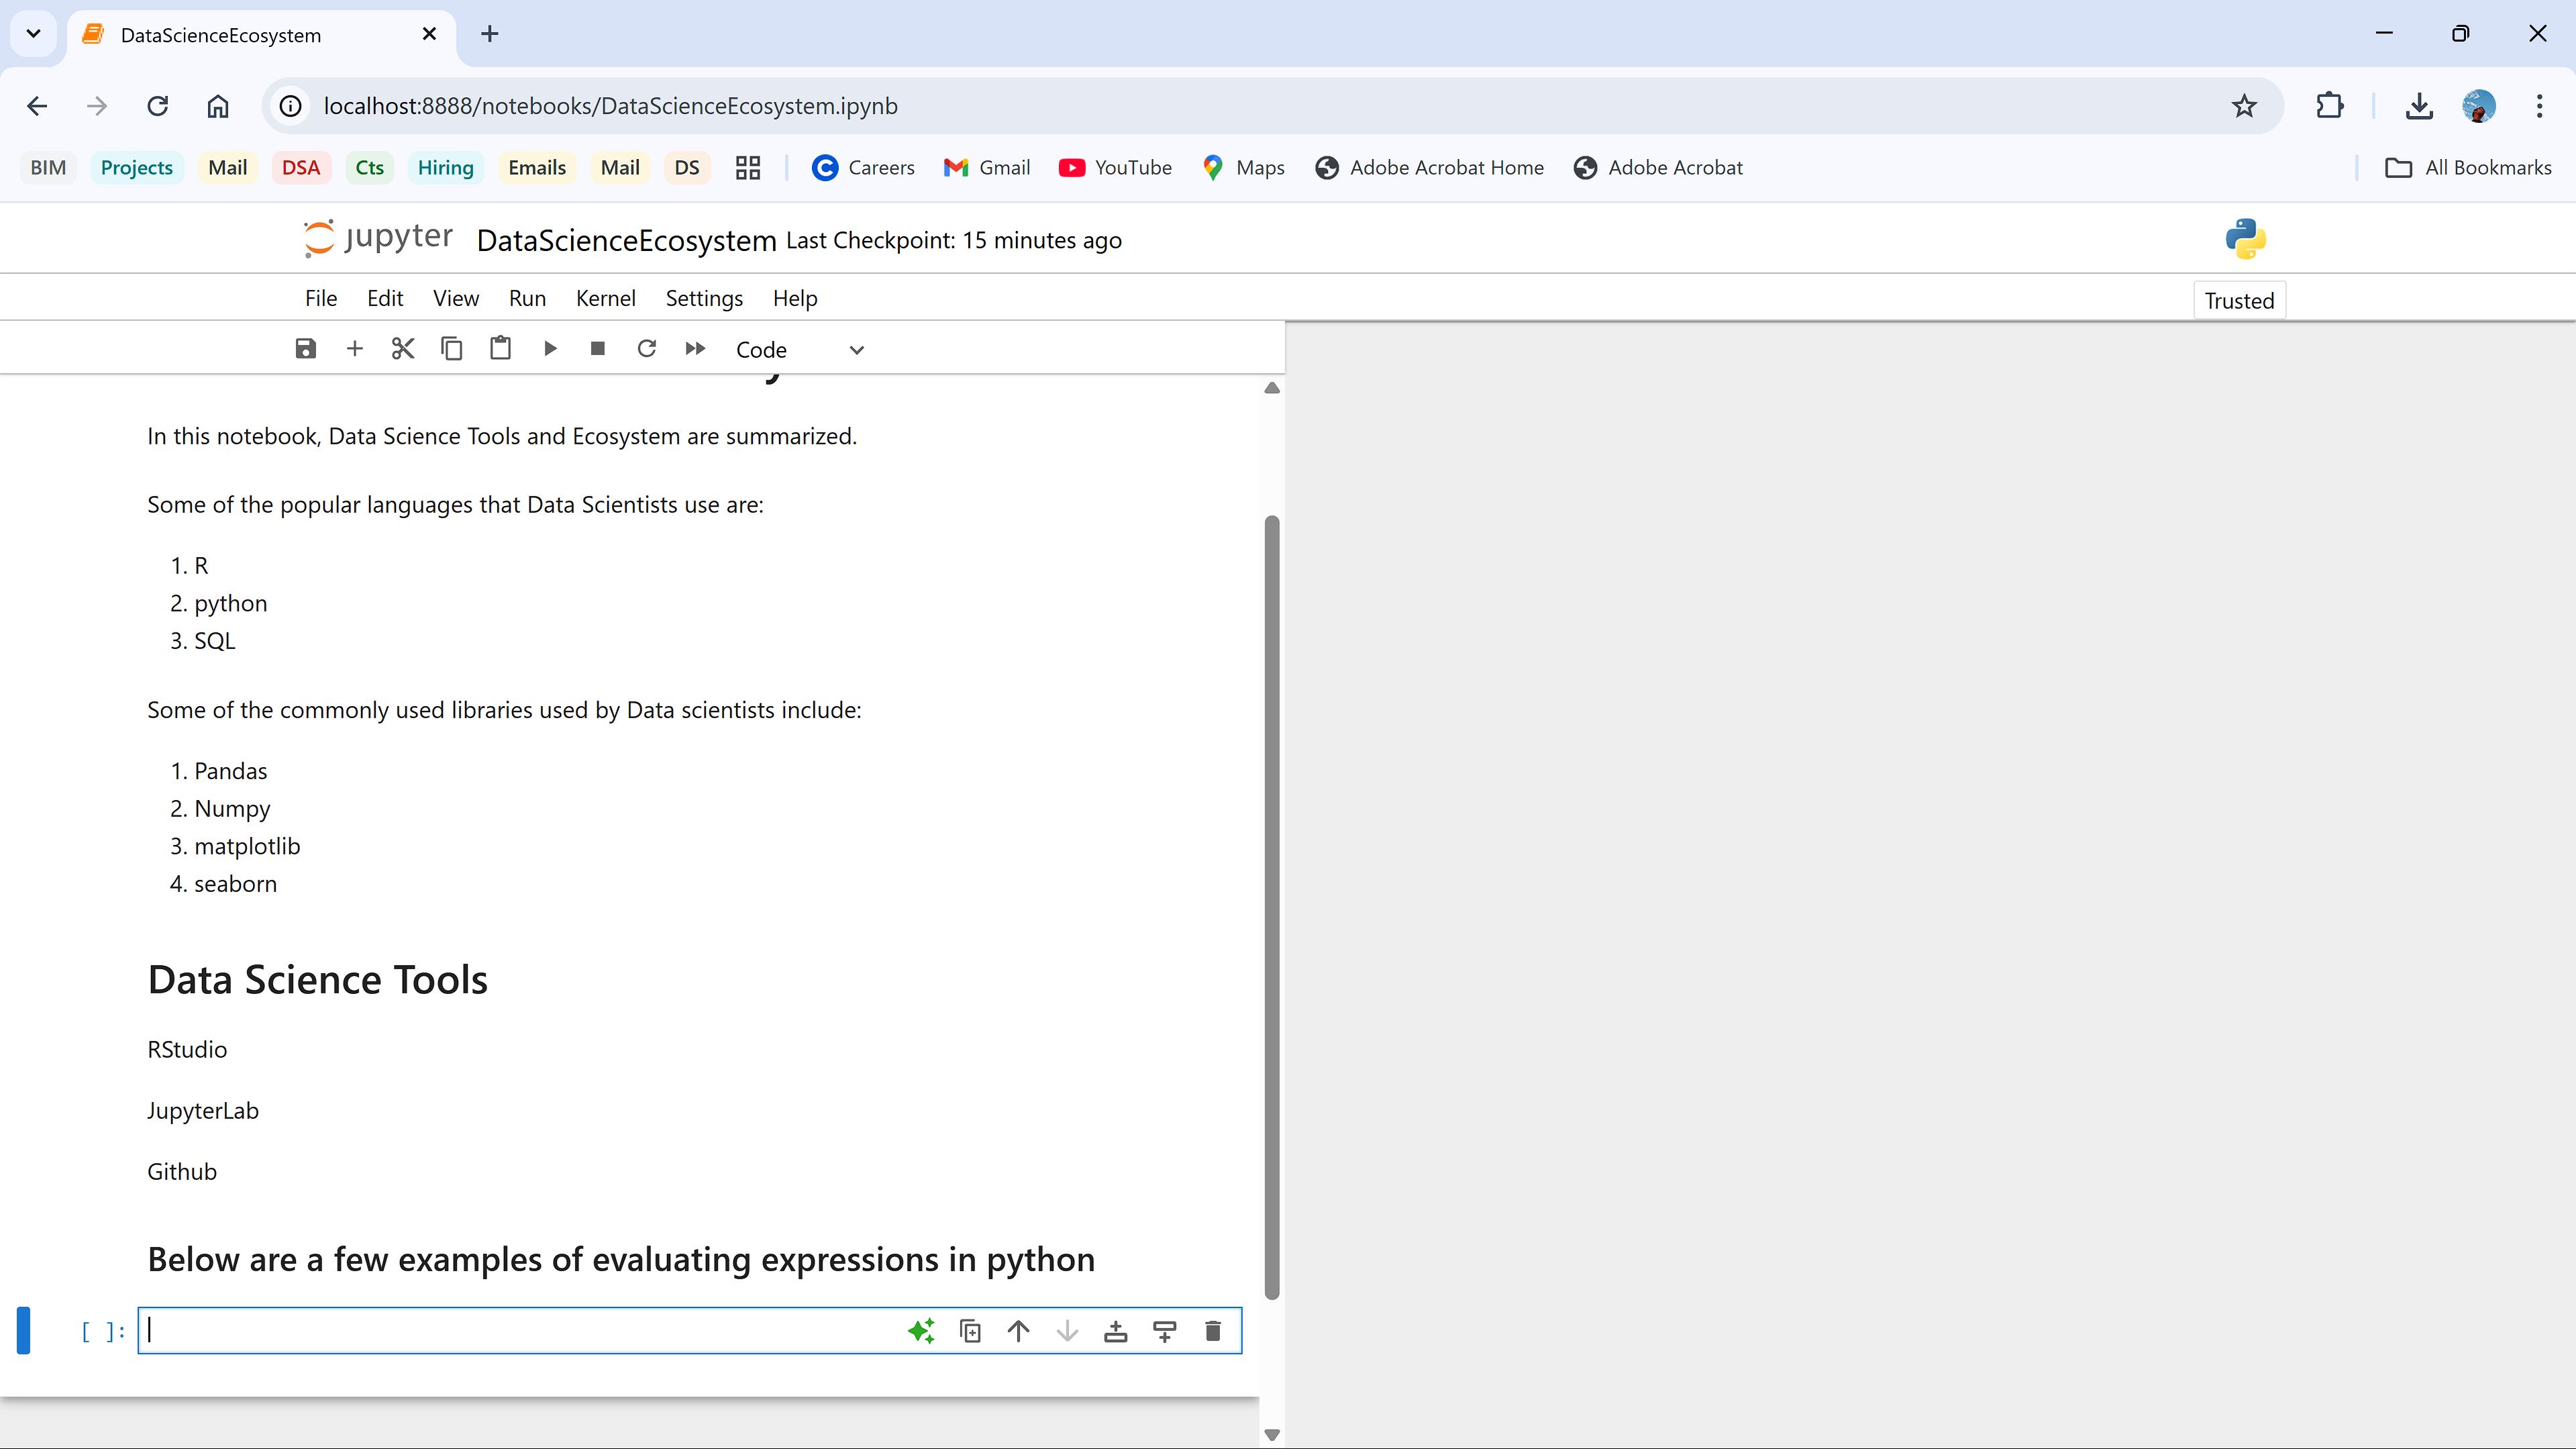 DataScienceEcosystem
localhost:8888/notebooks/DataScienceEcosystem.ipynb
BIM Projects Mail DSA Cts Hiring Emails Mail DS Careers Gmail YouTube Maps Adobe Acrobat Home Adobe Acrobat All Bookmarks
jupyter DataScienceEcosystem Last Checkpoint: 15 minutes ago
File Edit View Run Kernel Settings Help Trusted
Code
In this notebook, Data Science Tools and Ecosystem are summarized.
Some of the popular languages that Data Scientists use are:
1. R
2. python
3. SQL
Some of the commonly used libraries used by Data scientists include:
1. Pandas
2. Numpy
3. matplotlib
4. seaborn
Data Science Tools
RStudio
JupyterLab
Github
Below are a few examples of evaluating expressions in python
[ ]: